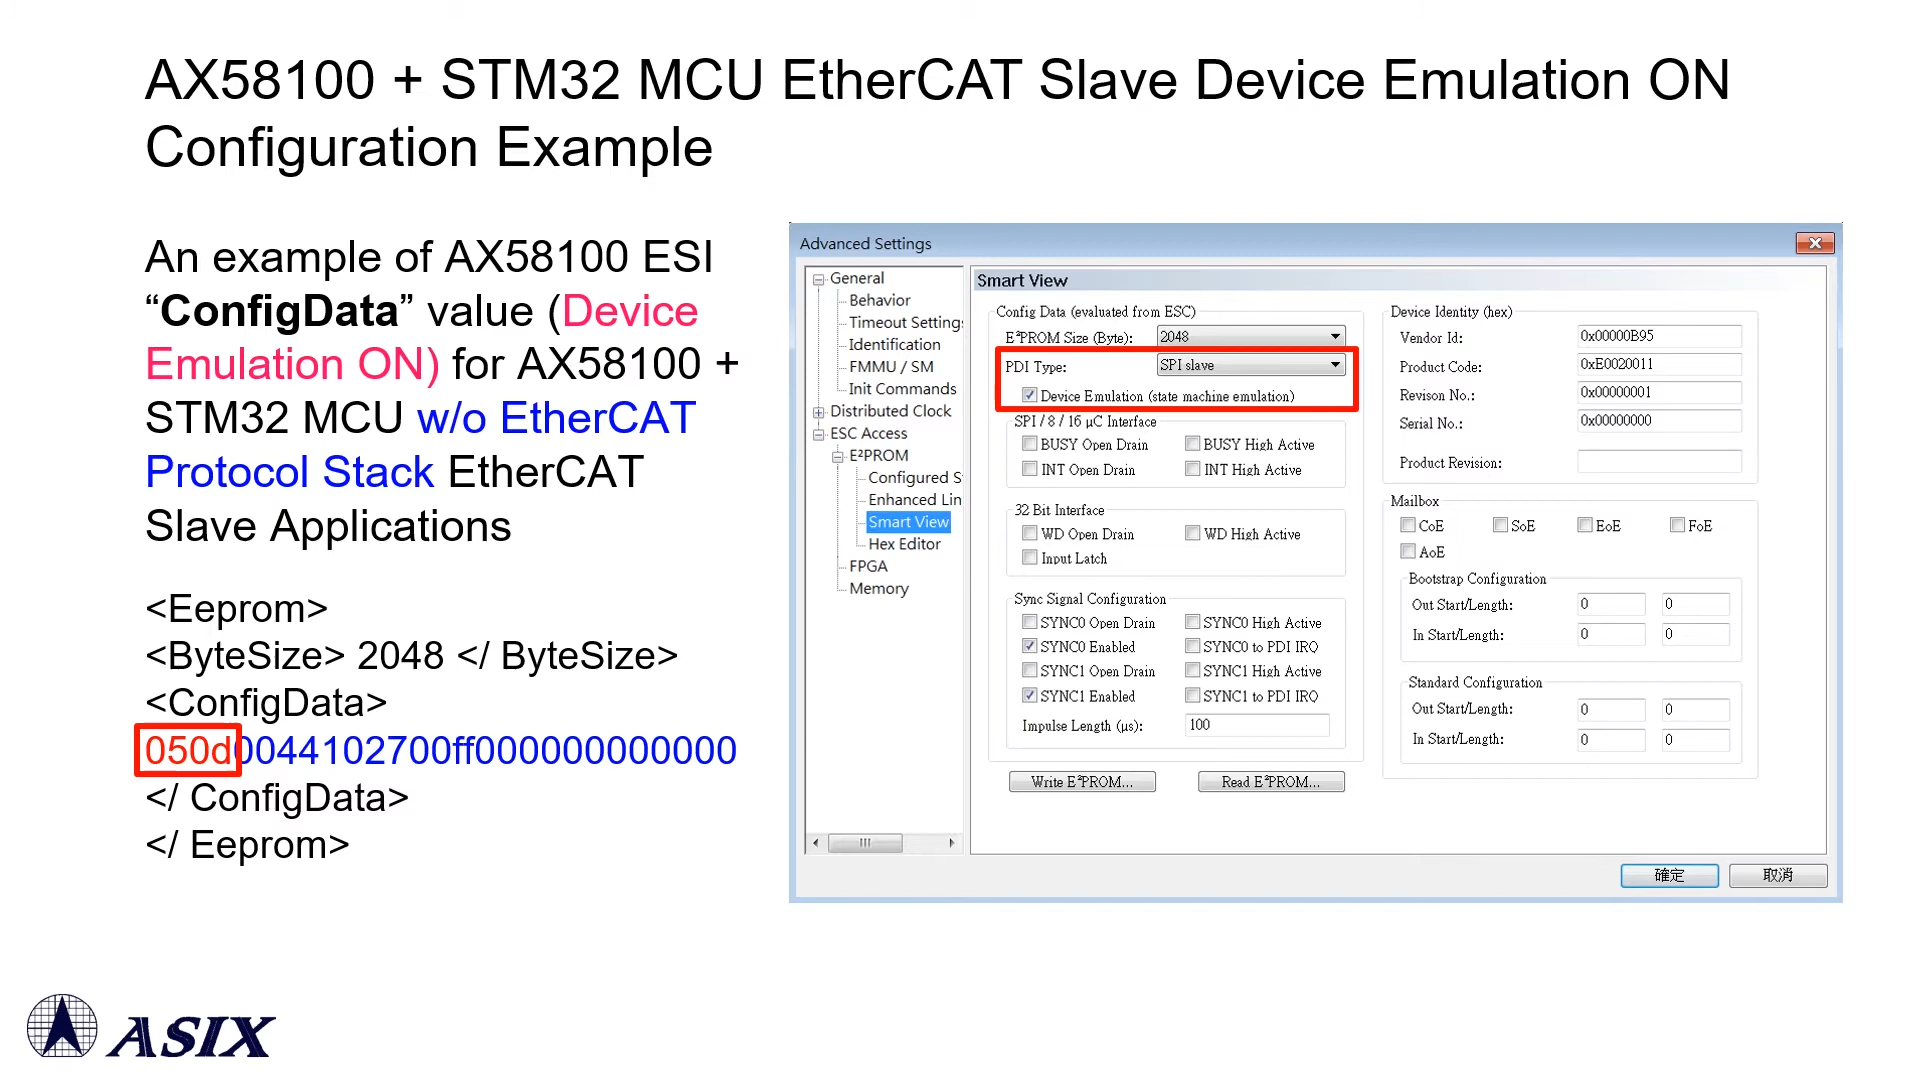 AX58100 + STM32 MCU EtherCAT Slave Device Emulation ON
Configuration Example
An example of AX58100 ESI
“ConfigData” value (Device
Emulation ON) for AX58100 +
STM32 MCU w/o EtherCAT
Protocol Stack EtherCAT
Slave Applications
<Eeprom>
<ByteSize> 2048 </ ByteSize>
<ConfigData>
050d0044102700ff000000000000
</ ConfigData>
</ Eeprom>
Advanced Settings
General
Behavior
Timeout Settings
Identification
FMMU / SM
Init Commands
Distributed Clock
ESC Access
E²PROM
Configured S
Enhanced Lin
Smart View
Hex Editor
FPGA
Memory
Smart View
Config Data (evaluated from ESC)
E²PROM Size (Byte): 2048
PDI Type: SPI slave
Device Emulation (state machine emulation)
SPI / 8 / 16 µC Interface
BUSY Open Drain BUSY High Active
INT Open Drain INT High Active
32 Bit Interface
WD Open Drain WD High Active
Input Latch
Sync Signal Configuration
SYNC0 Open Drain SYNC0 High Active
SYNC0 Enabled SYNC0 to PDI IRQ
SYNC1 Open Drain SYNC1 High Active
SYNC1 Enabled SYNC1 to PDI IRQ
Impulse Length (µs): 100
Write E²PROM... Read E²PROM...
Device Identity (hex)
Vendor Id: 0x00000B95
Product Code: 0xE0020011
Revison No.: 0x00000001
Serial No.: 0x00000000
Product Revision:
Mailbox
CoE SoE EoE FoE
AoE
Bootstrap Configuration
Out Start/Length: 0 0
In Start/Length: 0 0
Standard Configuration
Out Start/Length: 0 0
In Start/Length: 0 0
確定 取消
ASIX